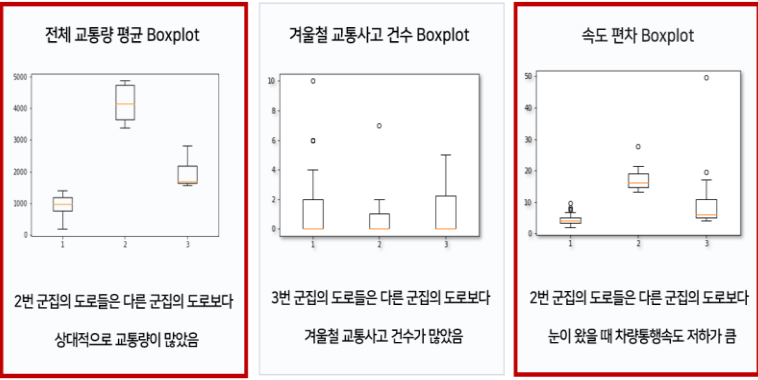 전체 교통량 평균 Boxplot
5000
4000
3000
2000
1000
0
1 2 3
2번 군집의 도로들은 다른 군집의 도로보다
상대적으로 교통량이 많았음
겨울철 교통사고 건수 Boxplot
10
8
6
4
2
0
1 2 3
3번 군집의 도로들은 다른 군집의 도로보다
겨울철 교통사고 건수가 많았음
속도 편차 Boxplot
50
40
30
20
10
0
1 2 3
2번 군집의 도로들은 다른 군집의 도로보다
눈이 왔을 때 차량통행속도 저하가 큼